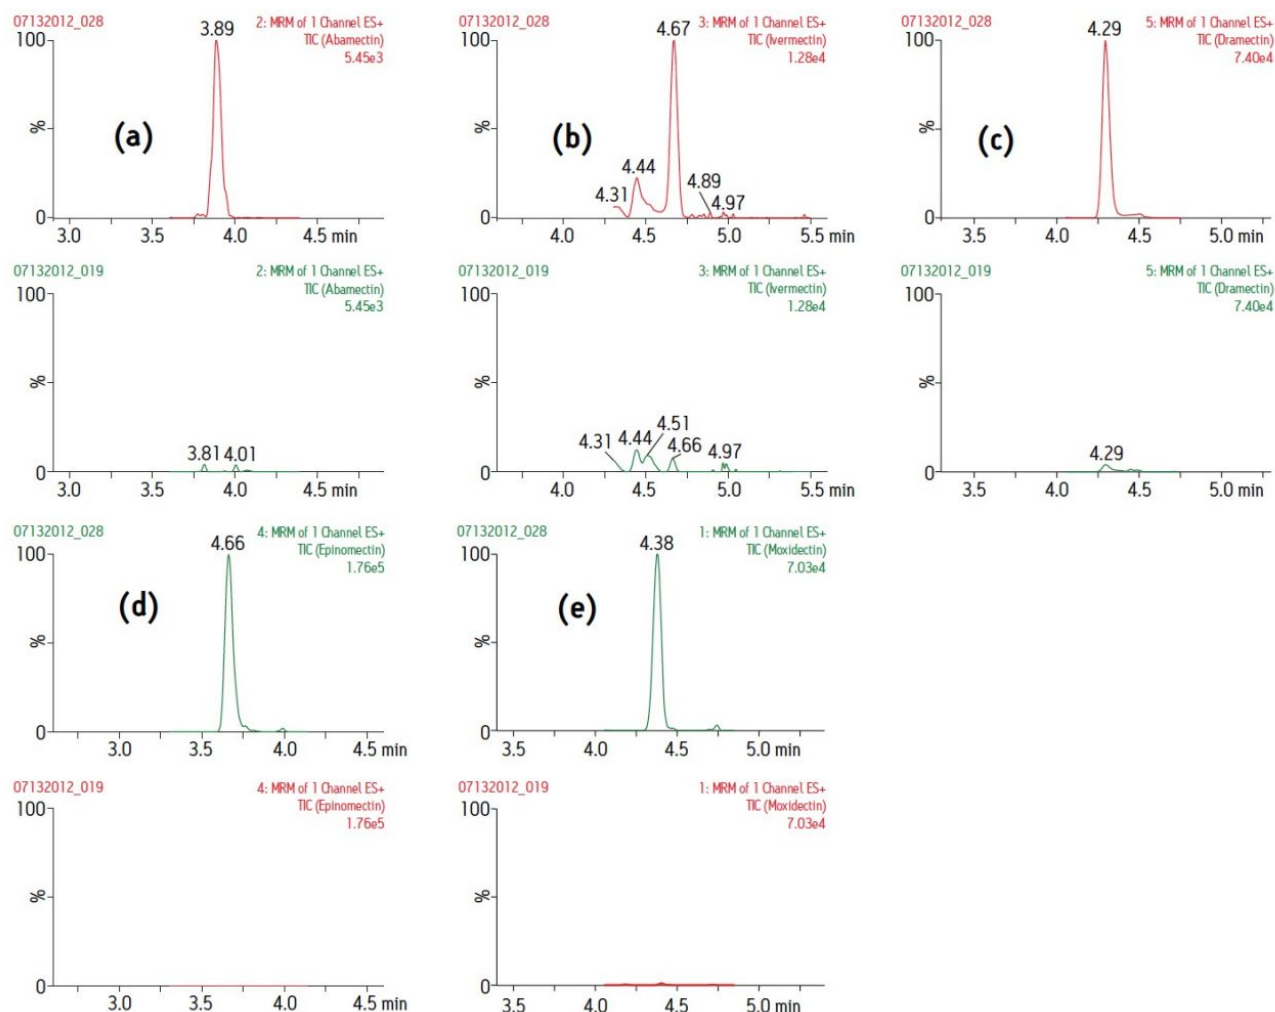 07132012_028
2: MRM of 1 Channel ES+
TIC (Abamectin)
5.45e3
3.89
100
%
(a)
0
3.0 3.5 4.0 4.5 min
07132012_028
3: MRM of 1 Channel ES+
TIC (Ivermectin)
1.28e4
4.67
100
%
(b)
4.31 4.44 4.89 4.97
0
4.0 4.5 5.0 5.5 min
07132012_028
5: MRM of 1 Channel ES+
TIC (Dramectin)
7.40e4
4.29
100
%
(c)
0
3.5 4.0 4.5 5.0 min
07132012_019
2: MRM of 1 Channel ES+
TIC (Abamectin)
5.45e3
100
%
3.81 4.01
0
3.0 3.5 4.0 4.5 min
07132012_019
3: MRM of 1 Channel ES+
TIC (Ivermectin)
1.28e4
100
%
4.31 4.44 4.51 4.66 4.97
0
4.0 4.5 5.0 5.5 min
07132012_019
5: MRM of 1 Channel ES+
TIC (Dramectin)
7.40e4
100
%
4.29
0
3.5 4.0 4.5 5.0 min
07132012_028
4: MRM of 1 Channel ES+
TIC (Epinomectin)
1.76e5
4.66
100
%
(d)
0
3.0 3.5 4.0 4.5 min
07132012_028
1: MRM of 1 Channel ES+
TIC (Moxidectin)
7.03e4
4.38
100
%
(e)
0
3.5 4.0 4.5 5.0 min
07132012_019
4: MRM of 1 Channel ES+
TIC (Epinomectin)
1.76e5
100
%
0
3.0 3.5 4.0 4.5 min
07132012_019
1: MRM of 1 Channel ES+
TIC (Moxidectin)
7.03e4
100
%
0
3.5 4.0 4.5 5.0 min